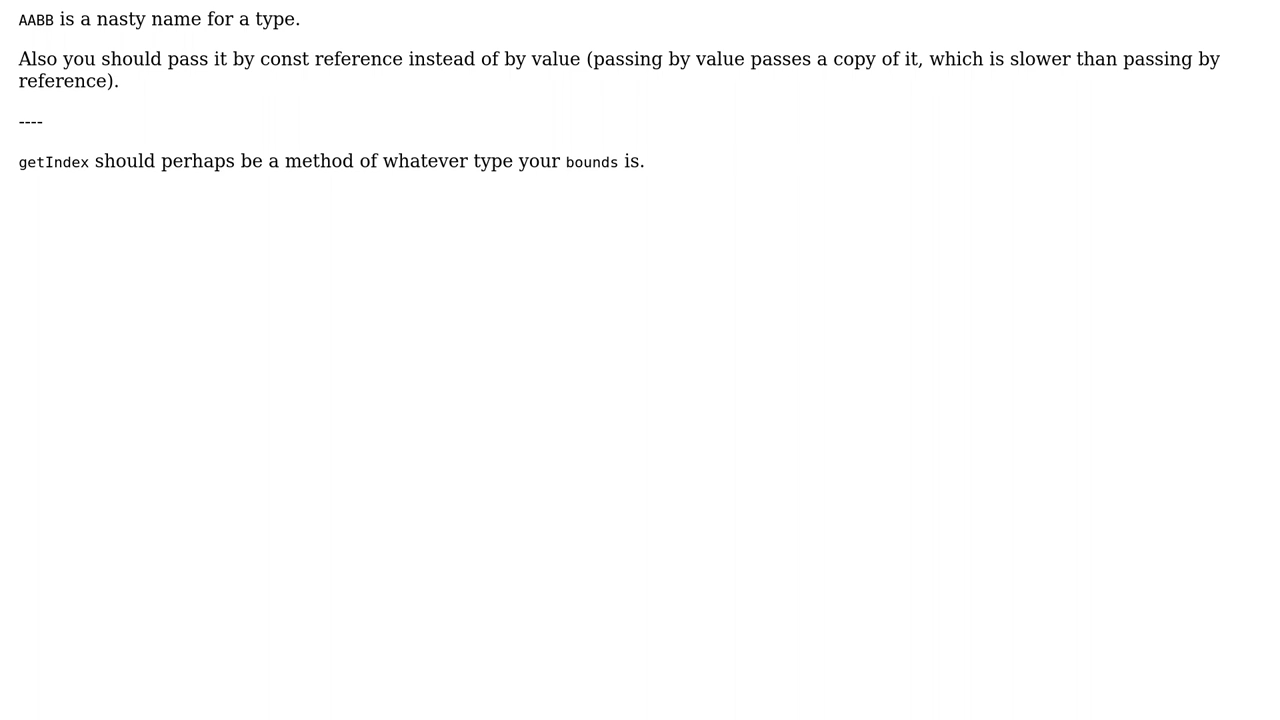 AABB is a nasty name for a type.
Also you should pass it by const reference instead of by value (passing by value passes a copy of it, which is slower than passing by
reference).
----
getIndex should perhaps be a method of whatever type your bounds is.